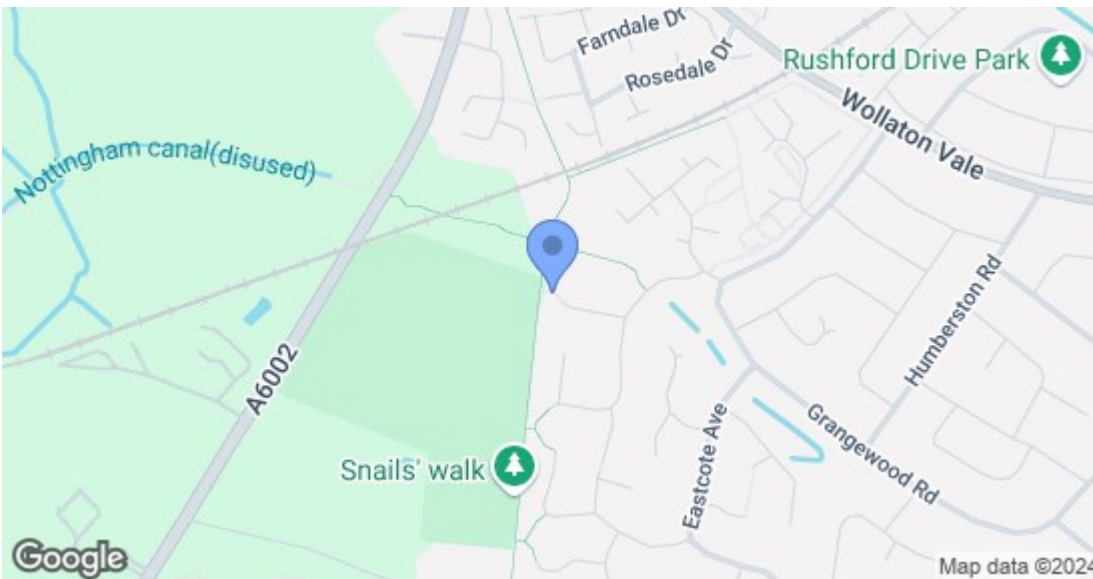 Farndale Dr
Rosedale Dr
Rushford Drive Park
Wollaton Vale
Nottingham canal(disused)
Humberston Rd
A6002
Eastcote Ave
Grangewood Rd
Snails' walk
Google
Map data ©2024